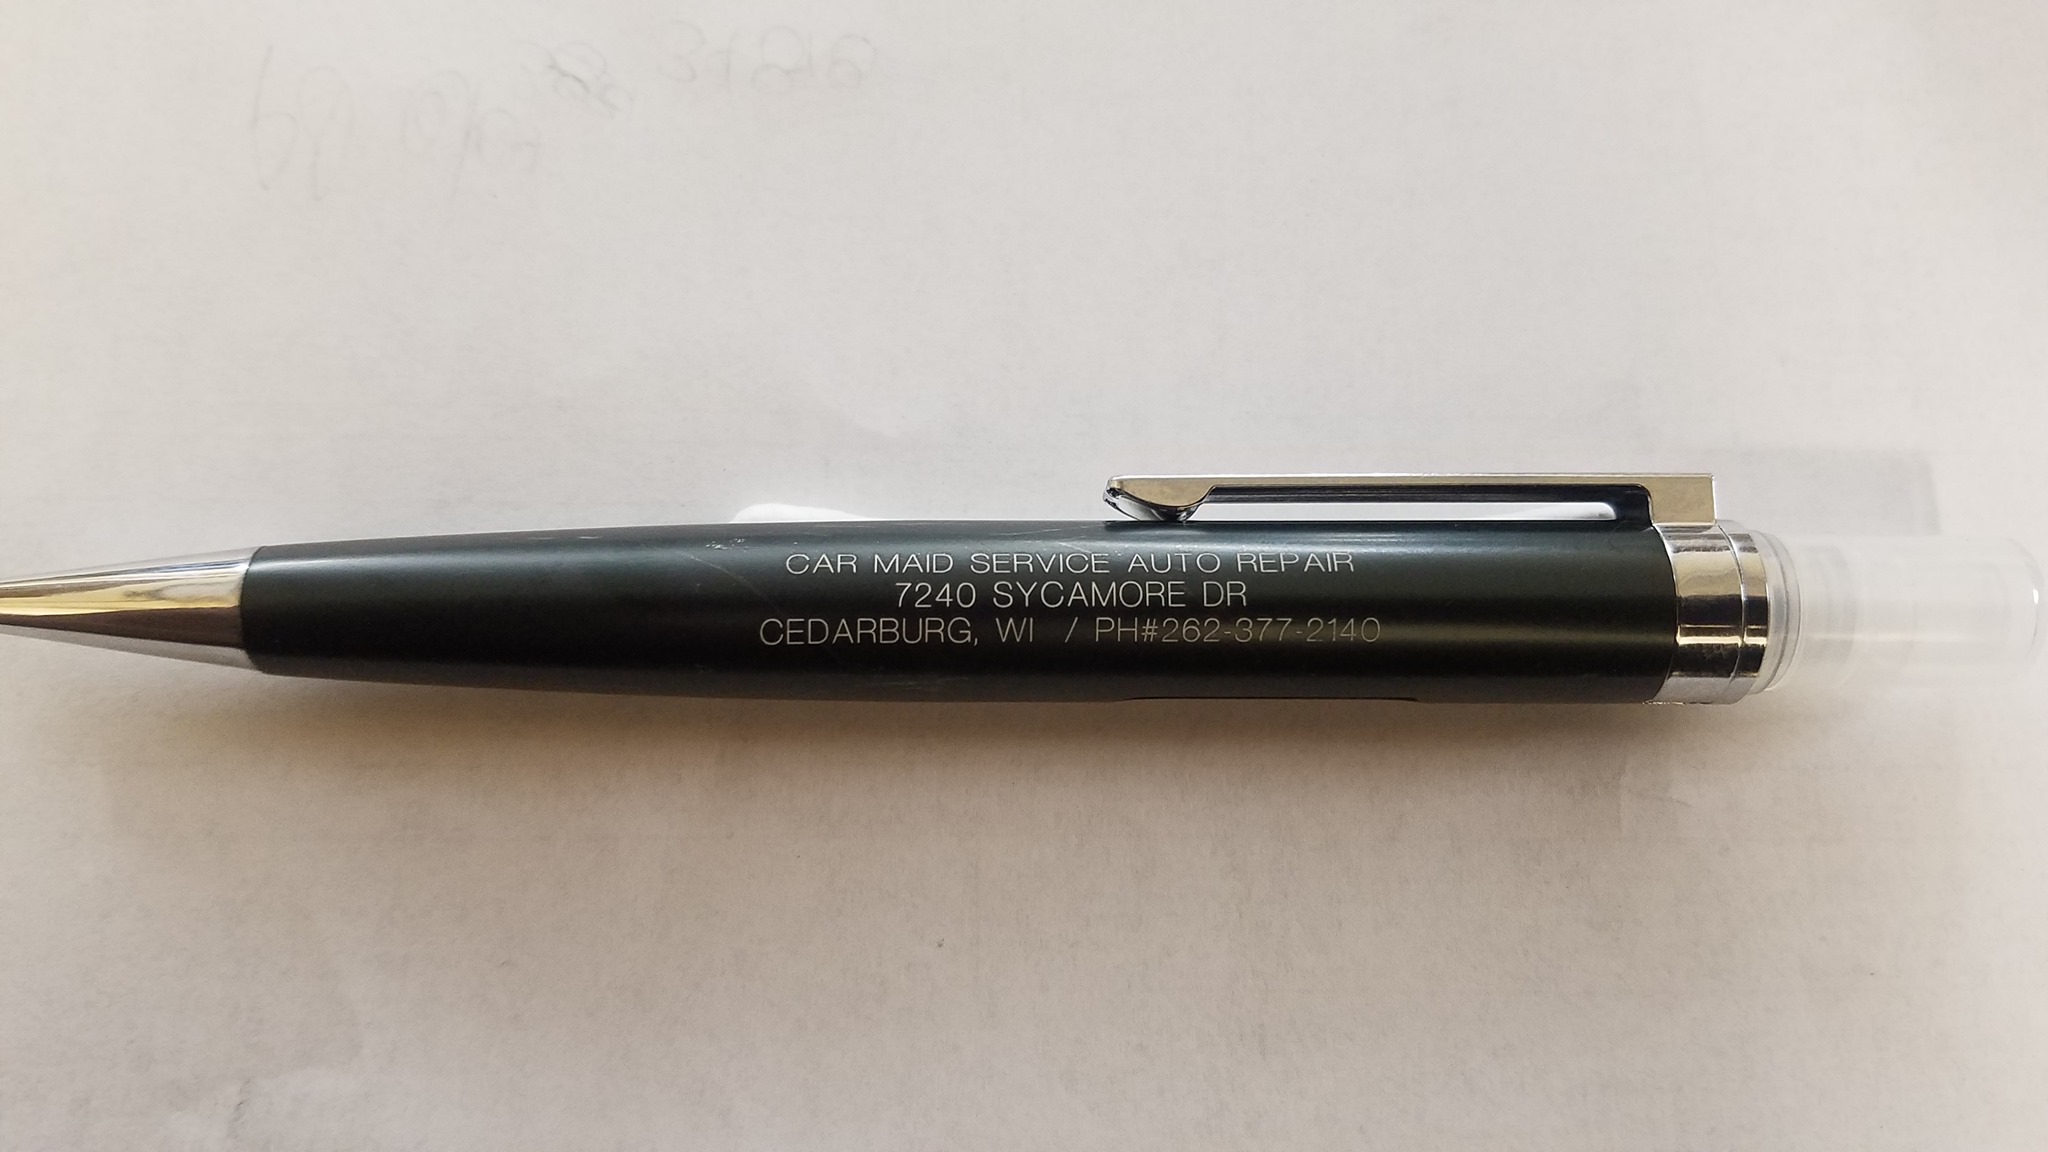 CAR MAID SERVICE AUTO REPAIR
7240 SYCAMORE DR
CEDARBURG, WI / PH#262-377-2140